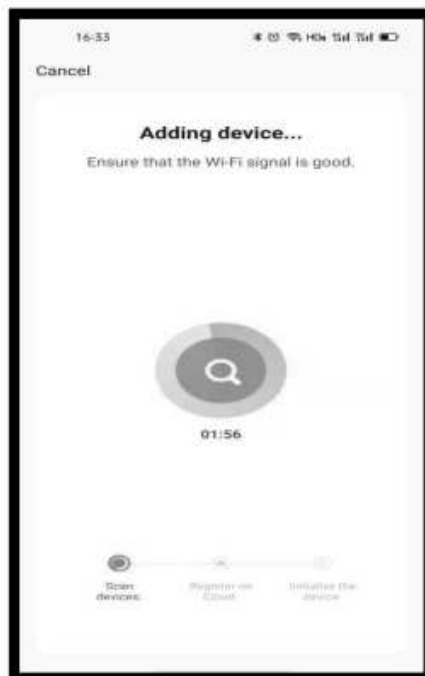 16:33
Cancel
Adding device...
Ensure that the Wi-Fi signal is good.
01:56
Scan
devices.
Register on
Cloud
Initialize the
device